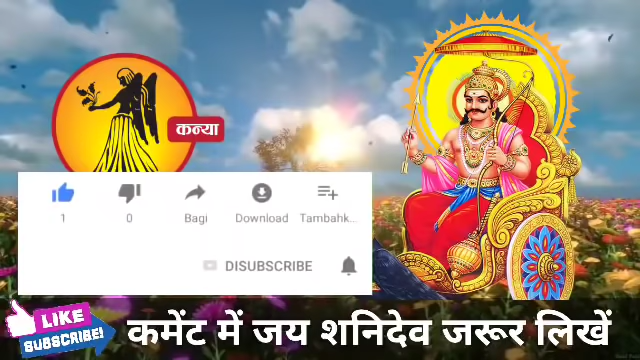 कन्या
1
0
Bagi
Download
Tambahk...
DISUBSCRIBE
LIKE
SUBSCRIBE!
कमेंट में जय शनिदेव जरूर लिखें